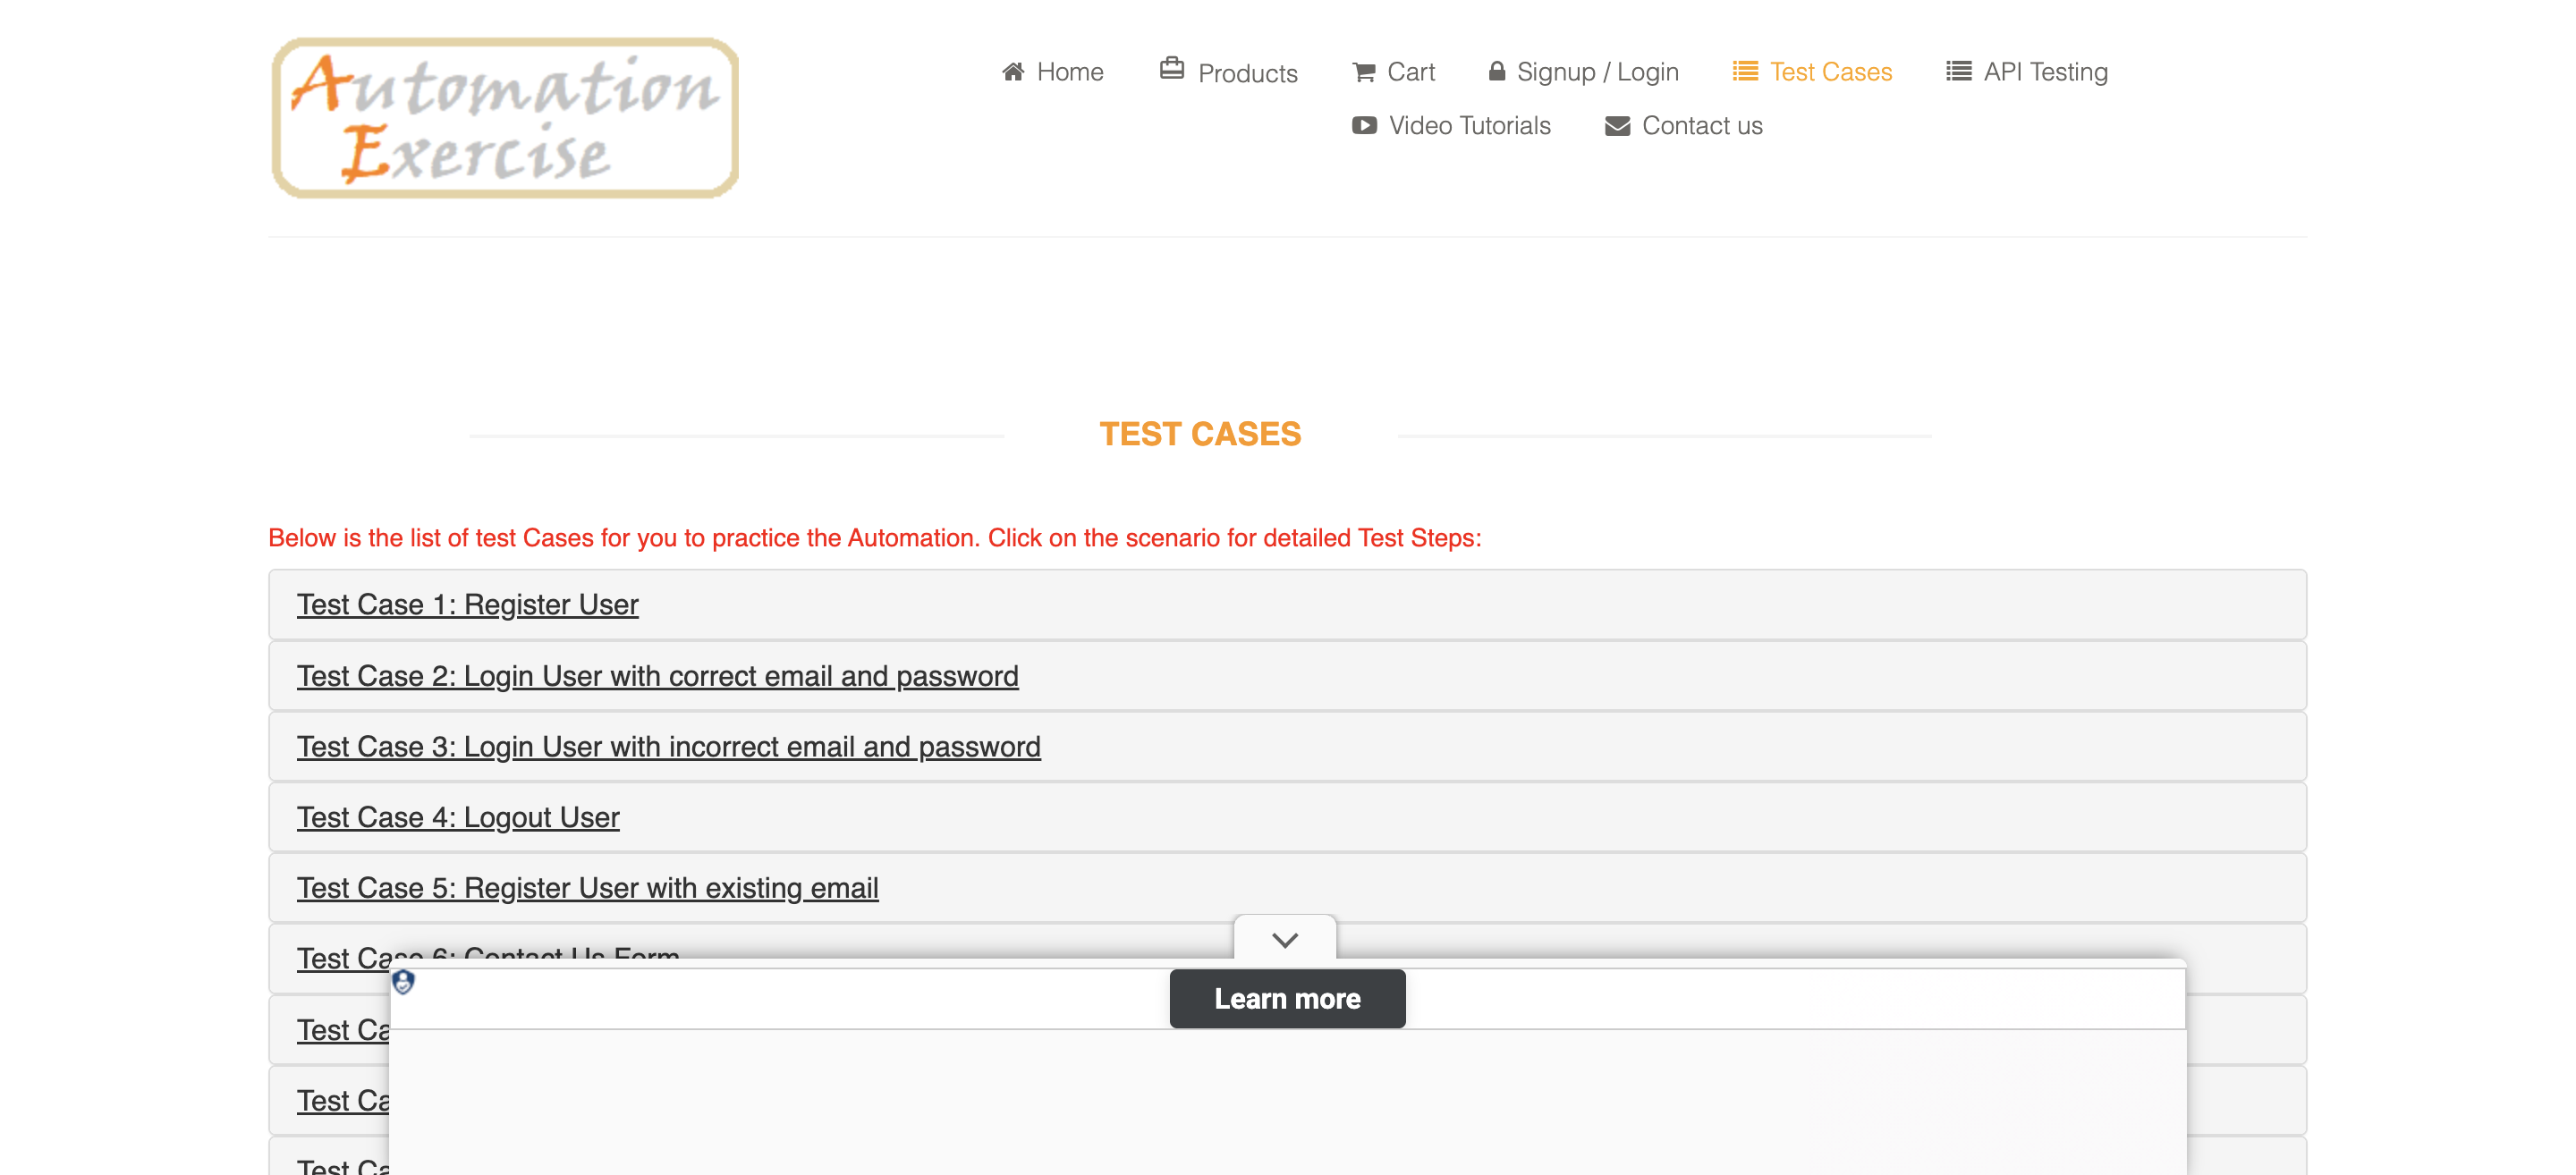 Automation
Exercise
Home Products Cart Signup / Login Test Cases API Testing
Video Tutorials Contact us
TEST CASES
Below is the list of test Cases for you to practice the Automation. Click on the scenario for detailed Test Steps:
Test Case 1: Register User
Test Case 2: Login User with correct email and password
Test Case 3: Login User with incorrect email and password
Test Case 4: Logout User
Test Case 5: Register User with existing email
Test Case 6: Contact Us Form
Learn more
Test Ca
Test Ca
Test Ca